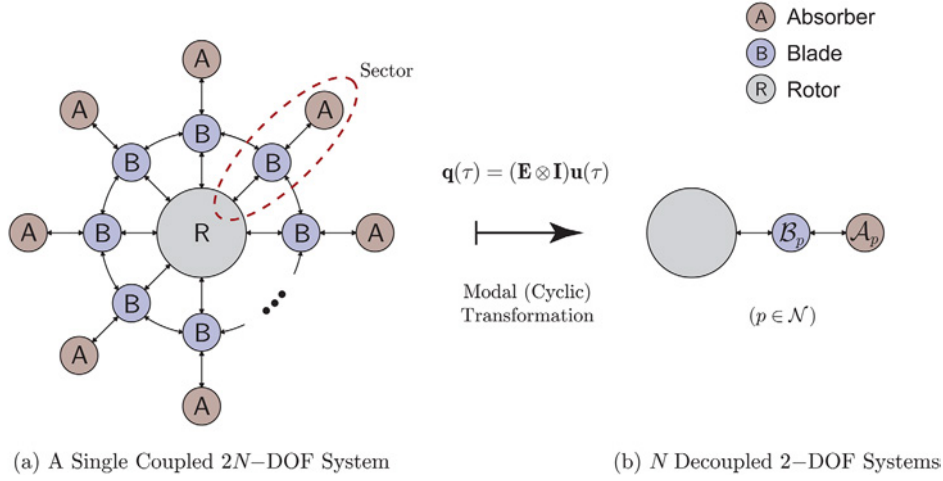 A Absorber
B Blade
R Rotor
Sector
A
A
A
A
A
A
A
A
B
B
B
B
B
B
B
R
q(τ) = (E ⊗ I)u(τ)
Modal (Cyclic)
Transformation
ℬₚ 𝒜ₚ
(p ∈ 𝒩)
(a) A Single Coupled 2N−DOF System
(b) N Decoupled 2−DOF Systems